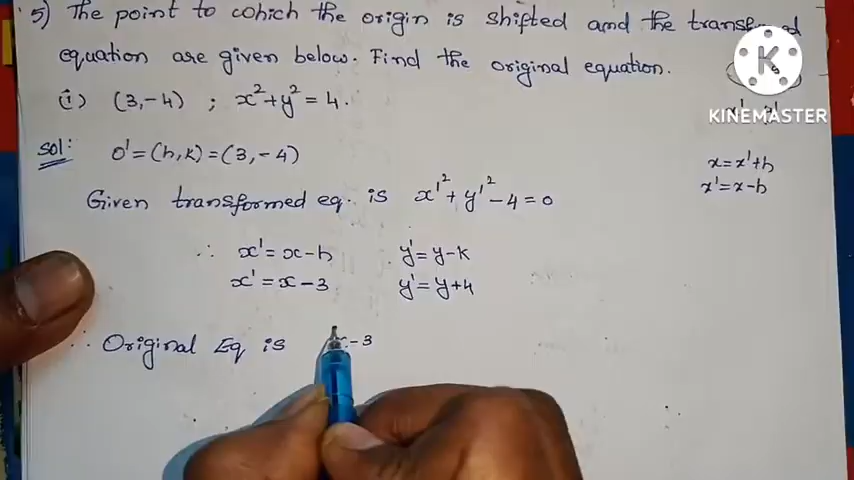 5) The point to which the origin is shifted and the transformed
equation are given below. Find the original equation.
(i) (3,-4) ; x²+y² = 4.
Sol: O' = (h,k) = (3,-4)
Given transformed eq. is x'²+y'²-4=0
∴ x' = x-h y' = y-k
x' = x-3 y' = y+4
∴ Original Eq is x-3
K
KINEMASTER
x' y'
x = x'+h
x' = x-h